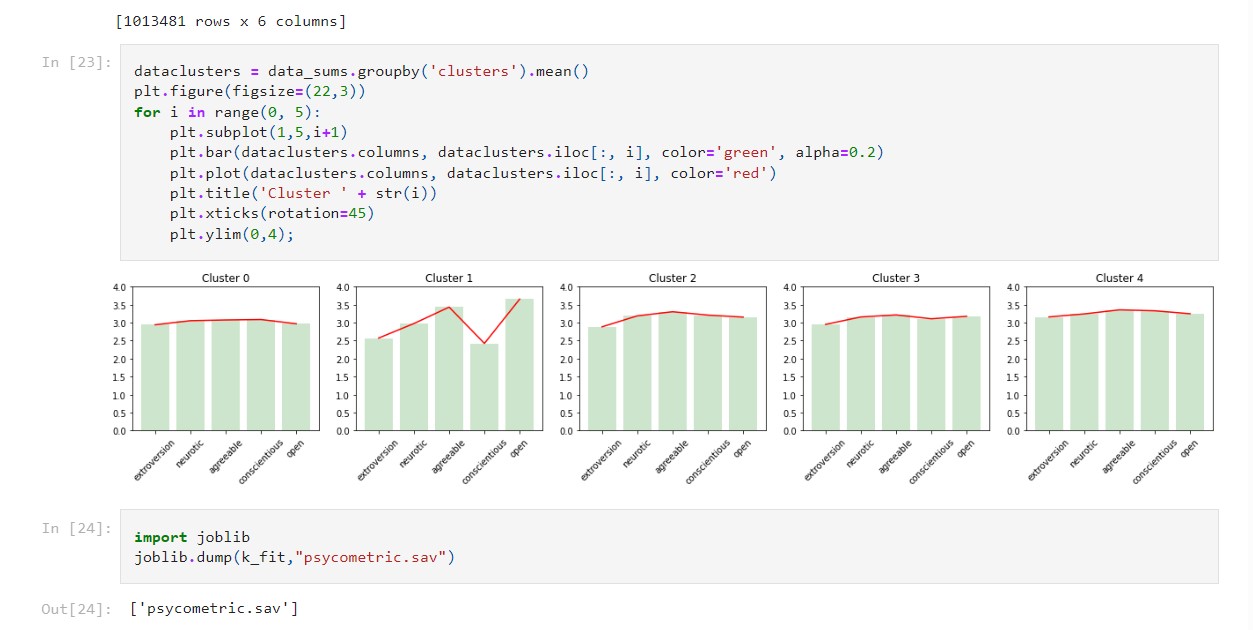 [1013481 rows x 6 columns]
In [23]:
dataclusters = data_sums.groupby('clusters').mean()
plt.figure(figsize=(22,3))
for i in range(0, 5):
    plt.subplot(1,5,i+1)
    plt.bar(dataclusters.columns, dataclusters.iloc[:, i], color='green', alpha=0.2)
    plt.plot(dataclusters.columns, dataclusters.iloc[:, i], color='red')
    plt.title('Cluster ' + str(i))
    plt.xticks(rotation=45)
    plt.ylim(0,4);
Cluster 0
4.0
3.5
3.0
2.5
2.0
1.5
1.0
0.5
0.0
extroversion
neurotic
agreeable
conscientious
open
Cluster 1
4.0
3.5
3.0
2.5
2.0
1.5
1.0
0.5
0.0
extroversion
neurotic
agreeable
conscientious
open
Cluster 2
4.0
3.5
3.0
2.5
2.0
1.5
1.0
0.5
0.0
extroversion
neurotic
agreeable
conscientious
open
Cluster 3
4.0
3.5
3.0
2.5
2.0
1.5
1.0
0.5
0.0
extroversion
neurotic
agreeable
conscientious
open
Cluster 4
4.0
3.5
3.0
2.5
2.0
1.5
1.0
0.5
0.0
extroversion
neurotic
agreeable
conscientious
open
In [24]:
import joblib
joblib.dump(k_fit,"psycometric.sav")
Out[24]: ['psycometric.sav']